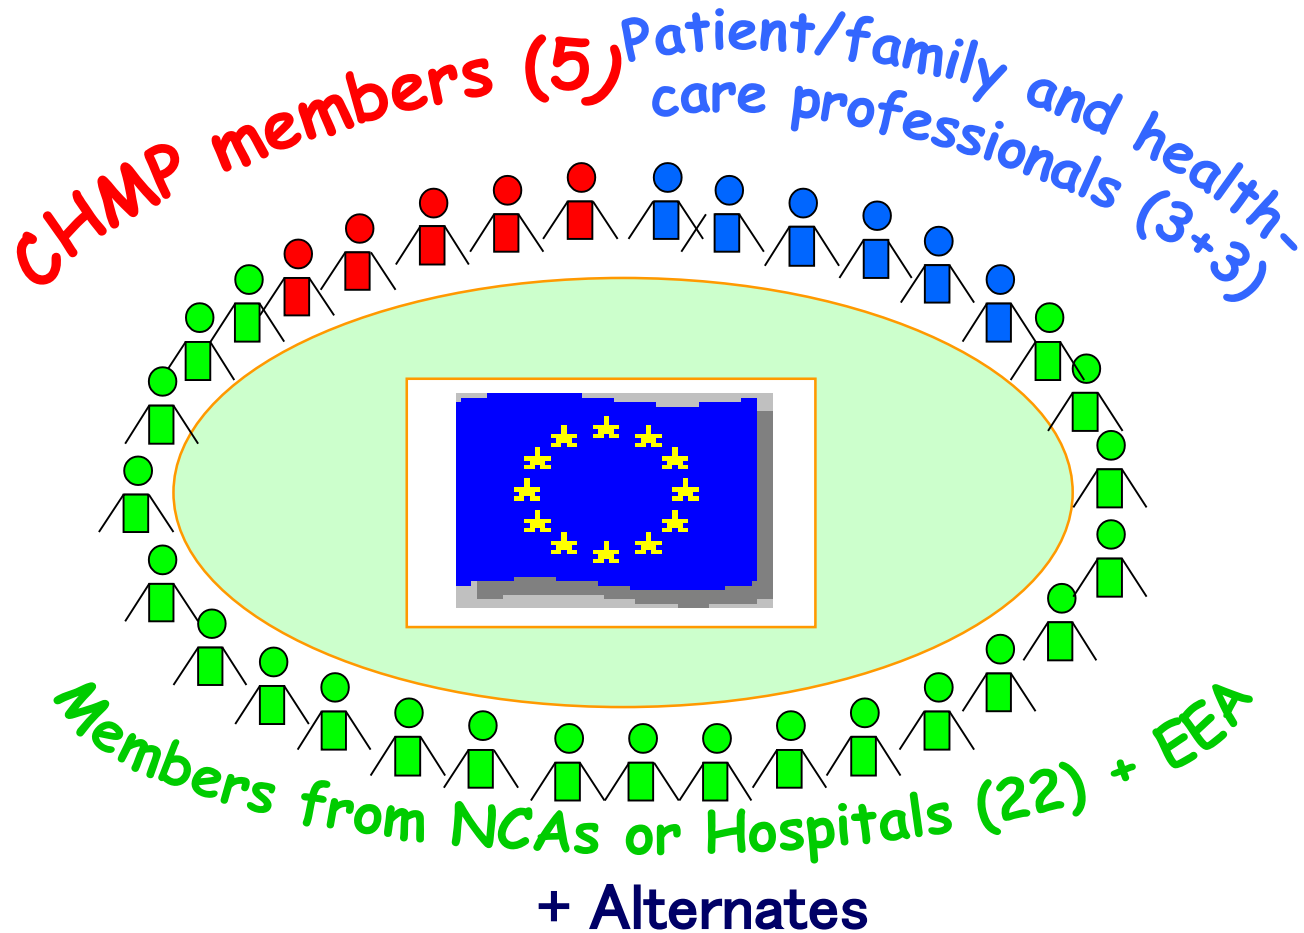 CHMP members (5)
Patient/family and health-
care professionals (3+3)
Members from NCAs or Hospitals (22) + EEA
+ Alternates